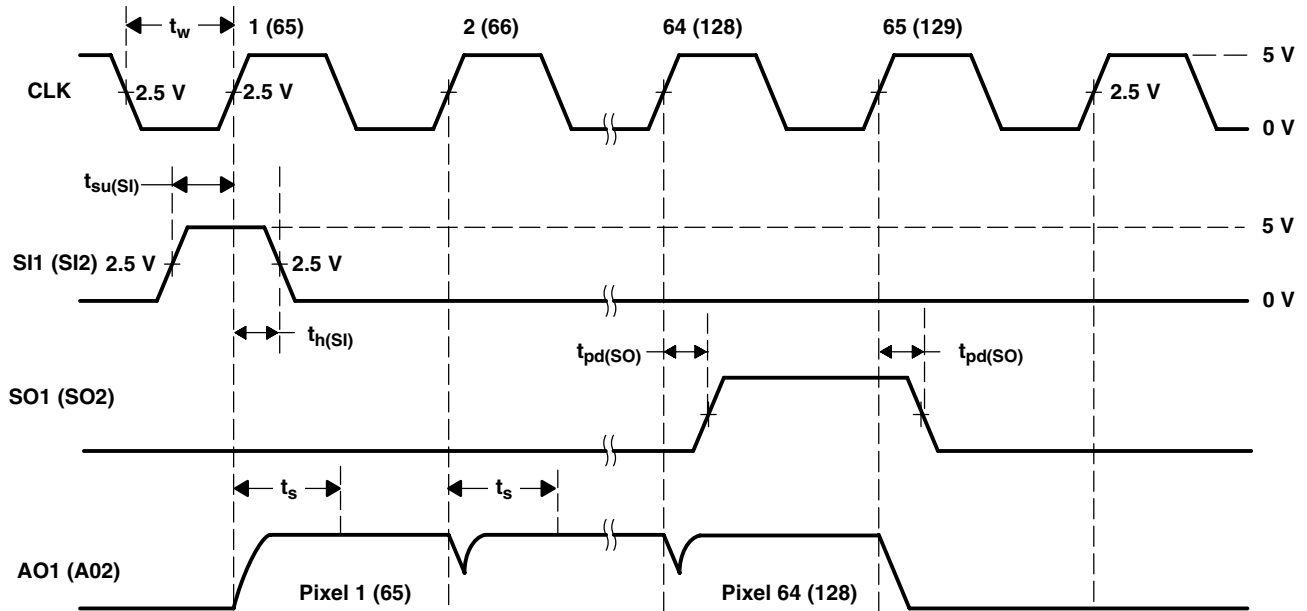 tw 1 (65) 2 (66) 64 (128) 65 (129)
5 V
CLK 2.5 V 2.5 V 2.5 V
0 V
tsu(SI)
5 V
SI1 (SI2) 2.5 V 2.5 V
0 V
th(SI) tpd(SO) tpd(SO)
SO1 (SO2)
ts ts
AO1 (A02)
Pixel 1 (65) Pixel 64 (128)